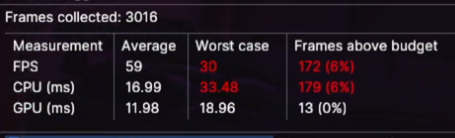 Frames collected: 3016
Measurement Average Worst case Frames above budget
FPS 59 30 172 (6%)
CPU (ms) 16.99 33.48 179 (6%)
GPU (ms) 11.98 18.96 13 (0%)